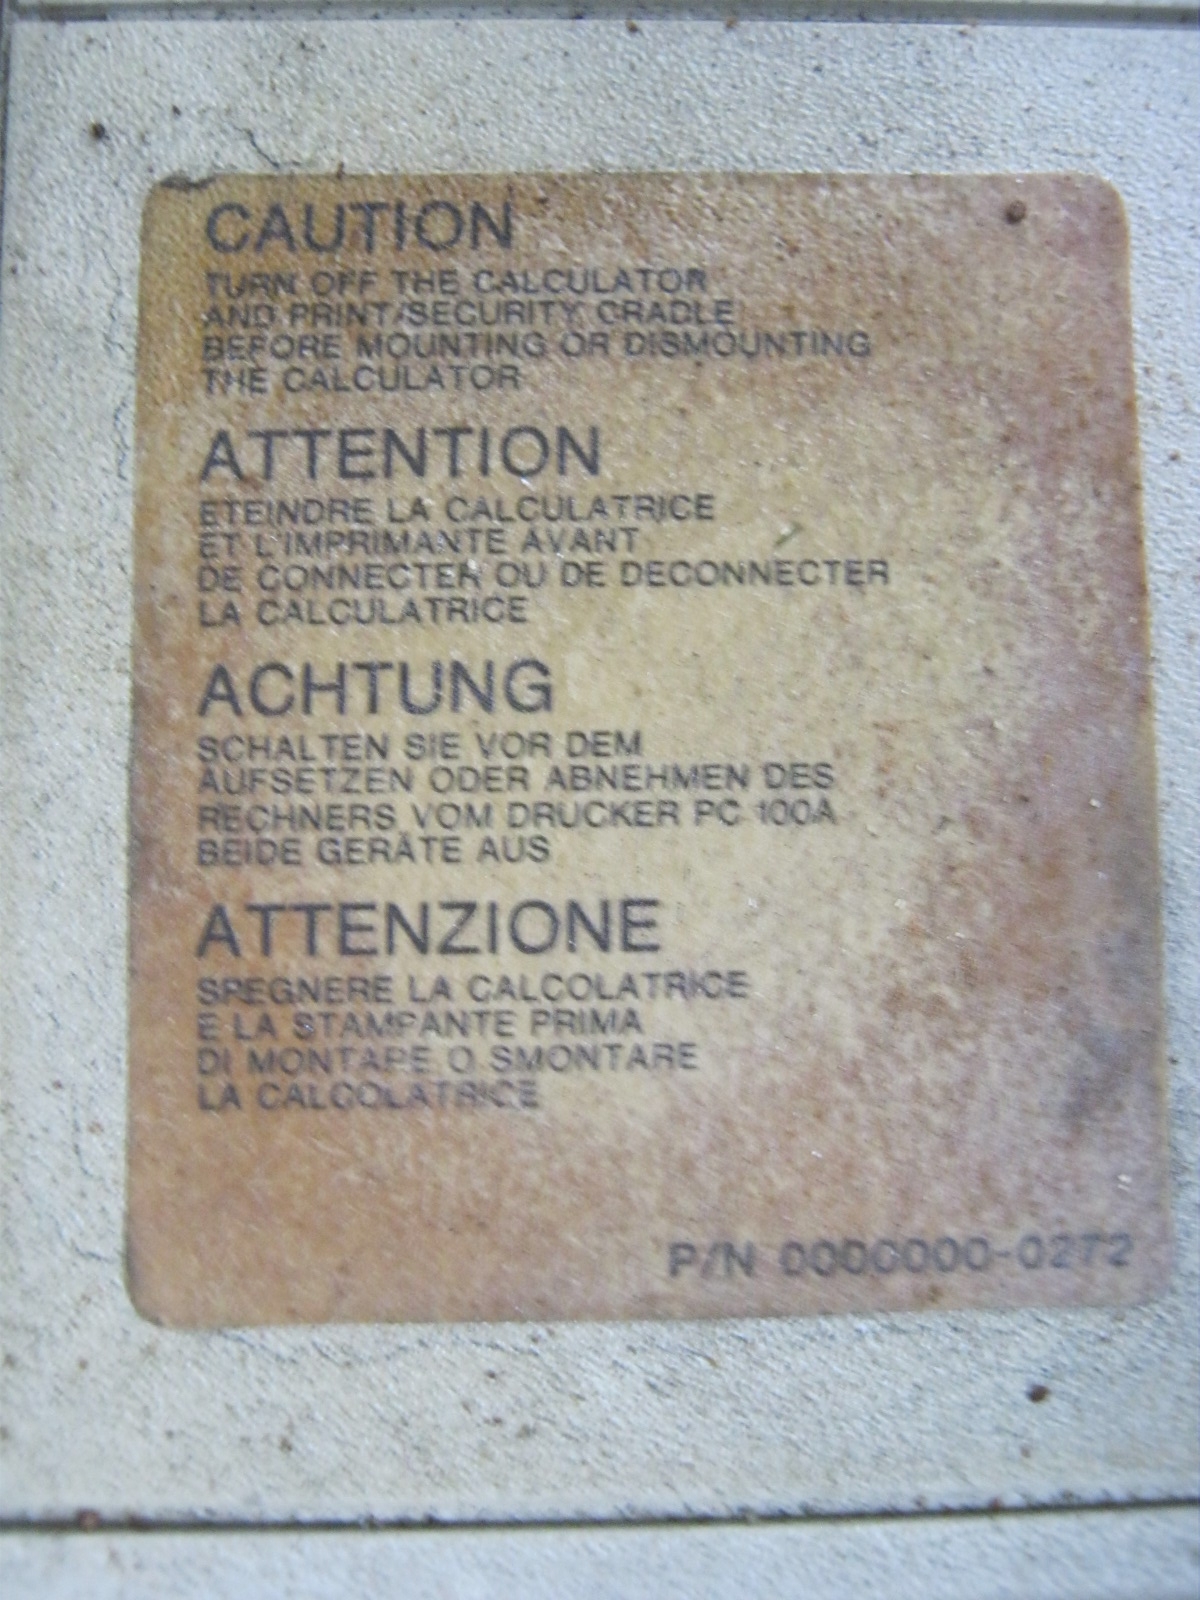 CAUTION
TURN OFF THE CALCULATOR
AND PRINT/SECURITY CRADLE
BEFORE MOUNTING OR DISMOUNTING
THE CALCULATOR
ATTENTION
ETEINDRE LA CALCULATRICE
ET L'IMPRIMANTE AVANT
DE CONNECTER OU DE DECONNECTER
LA CALCULATRICE
ACHTUNG
SCHALTEN SIE VOR DEM
AUFSETZEN ODER ABNEHMEN DES
RECHNERS VOM DRUCKER PC 100A
BEIDE GERÄTE AUS
ATTENZIONE
SPEGNERE LA CALCOLATRICE
E LA STAMPANTE PRIMA
DI MONTARE O SMONTARE
LA CALCOLATRICE
P/N 0000000-0272